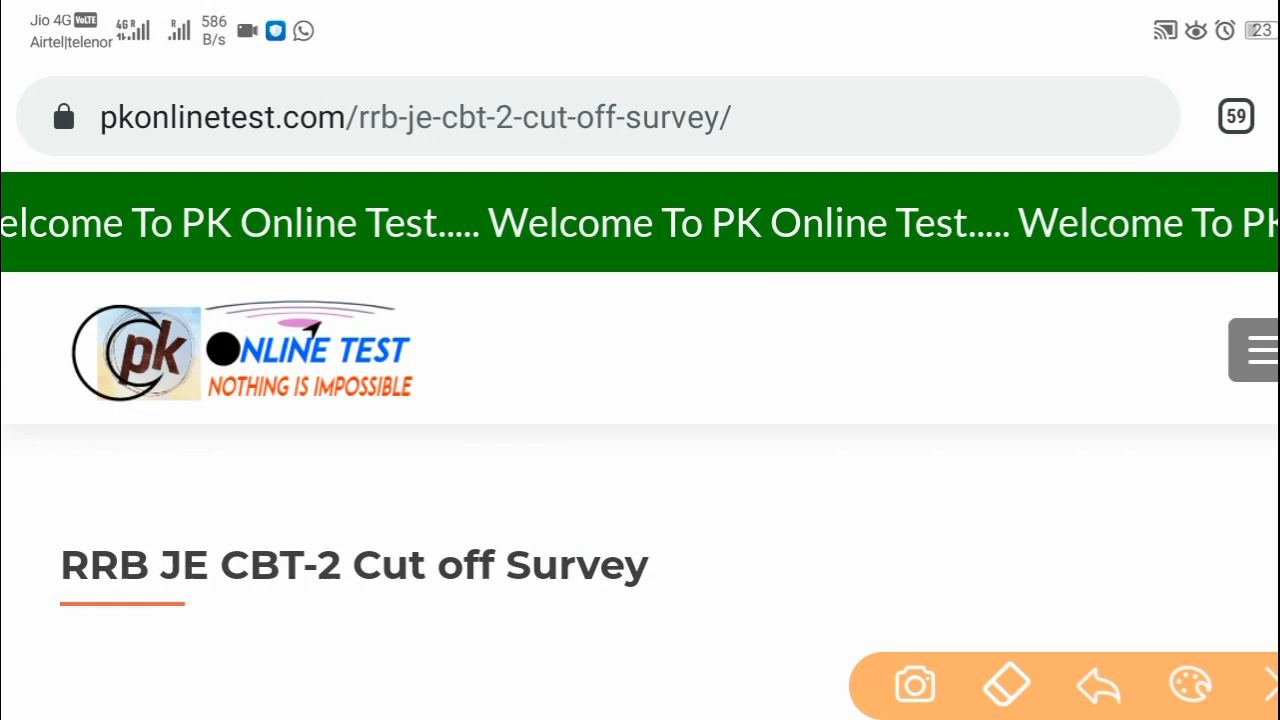 Jio 4G VoLTE
Airtel|telenor
4G R
R
586
B/s
23
pkonlinetest.com/rrb-je-cbt-2-cut-off-survey/
59
elcome To PK Online Test..... Welcome To PK Online Test..... Welcome To PK
pk
ONLINE TEST
NOTHING IS IMPOSSIBLE
RRB JE CBT-2 Cut off Survey